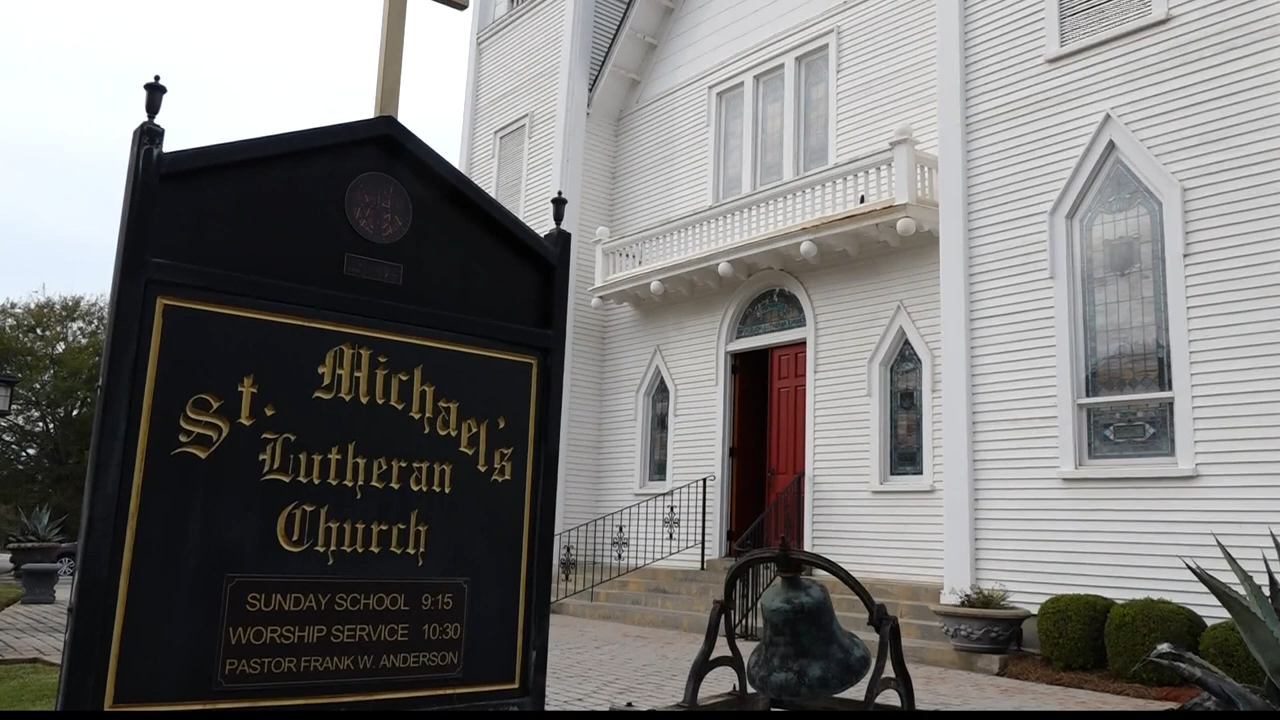 St. Michael's
Lutheran
Church
SUNDAY SCHOOL 9:15
WORSHIP SERVICE 10:30
PASTOR FRANK W. ANDERSON